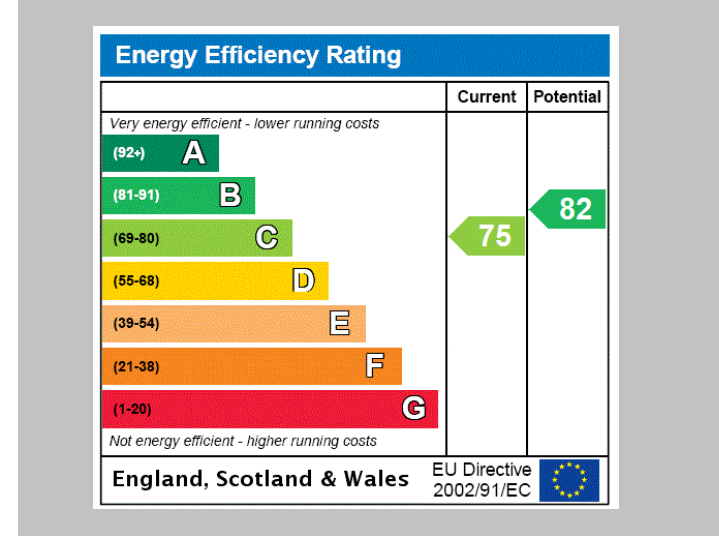 Energy Efficiency Rating
Current Potential
Very energy efficient - lower running costs
(92+) A
(81-91) B
82
(69-80) C
75
(55-68) D
(39-54) E
(21-38) F
(1-20) G
Not energy efficient - higher running costs
England, Scotland & Wales
EU Directive
2002/91/EC